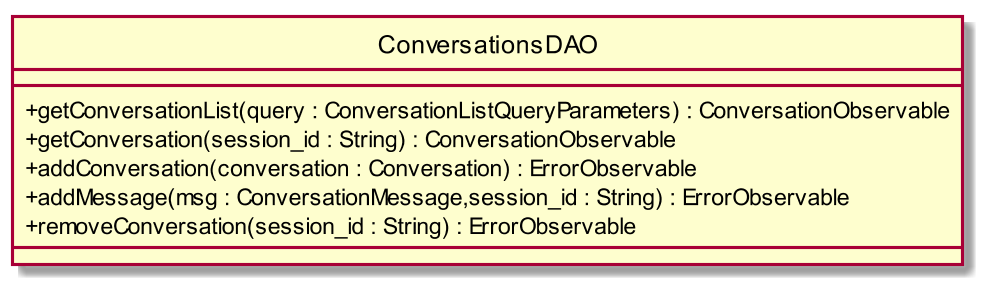 ConversationsDAO
+getConversationList(query : ConversationListQueryParameters) : ConversationObservable
+getConversation(session_id : String) : ConversationObservable
+addConversation(conversation : Conversation) : ErrorObservable
+addMessage(msg : ConversationMessage,session_id : String) : ErrorObservable
+removeConversation(session_id : String) : ErrorObservable